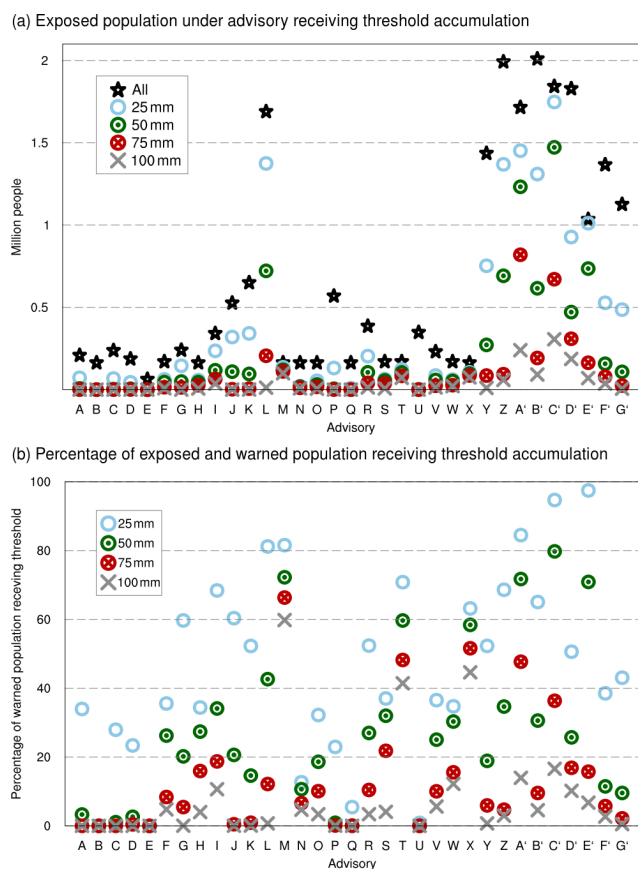 (a) Exposed population under advisory receiving threshold accumulation
2
1.5
1
0.5
Million people
All
25 mm
50 mm
75 mm
100 mm
A B C D E F G H I J K L M N O P Q R S T U V W X Y Z A' B' C' D' E' F' G'
Advisory
(b) Percentage of exposed and warned population receiving threshold accumulation
100
80
60
40
20
0
Percentage of warned population receving threshold
25 mm
50 mm
75 mm
100 mm
A B C D E F G H I J K L M N O P Q R S T U V W X Y Z A' B' C' D' E' F' G'
Advisory